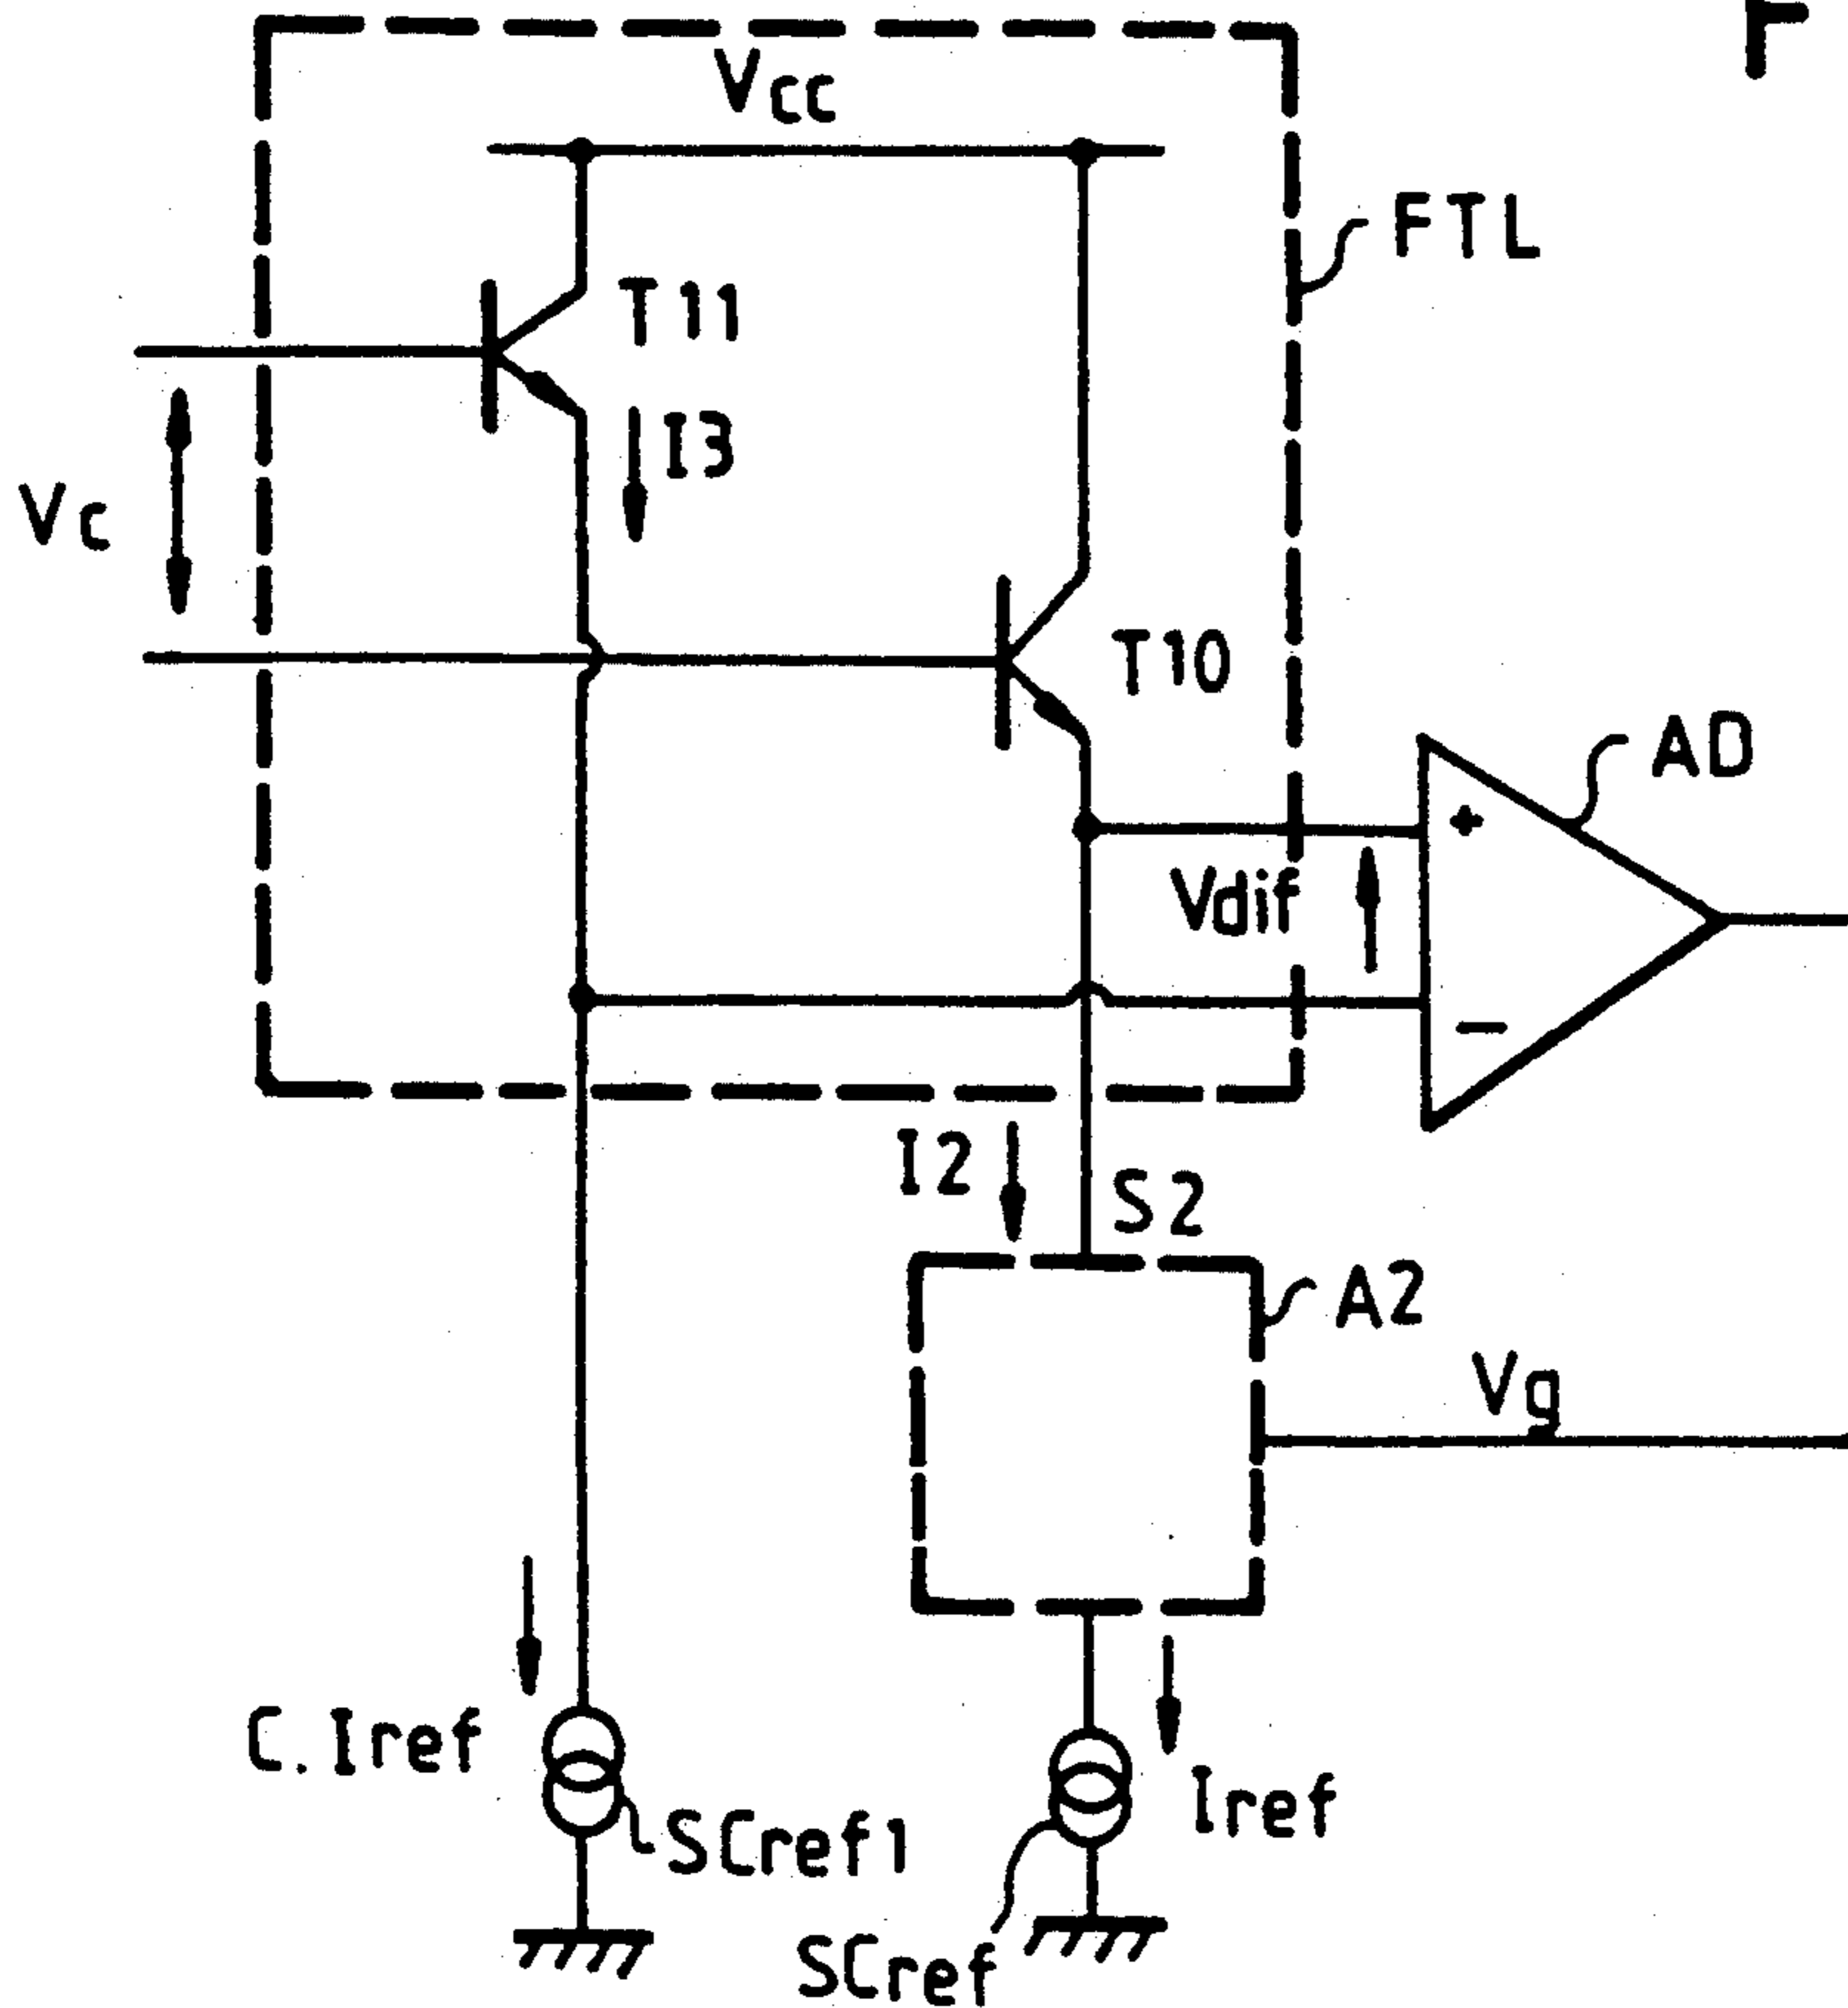 Vcc
FTL
T11
I3
Vc
T10
AD
+
Vdif
−
I2
S2
A2
Vg
C.Iref
Iref
SCref1
SCref